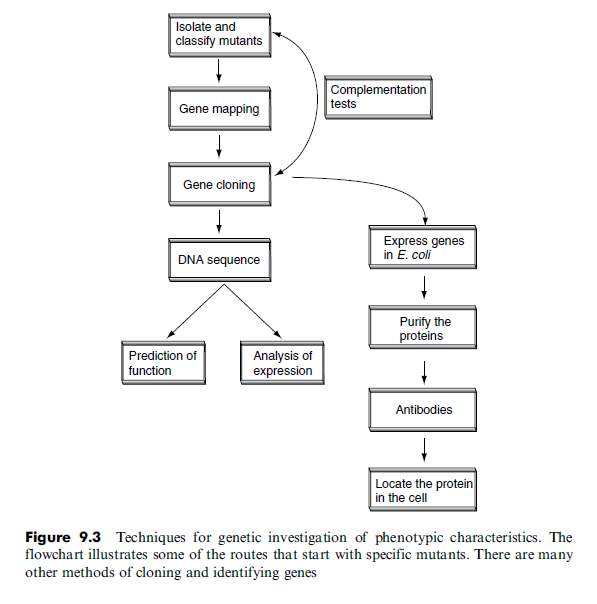 Isolate and
classify mutants
Complementation
tests
Gene mapping
Gene cloning
Express genes
in E. coli
DNA sequence
Purify the
proteins
Prediction of
function
Analysis of
expression
Antibodies
Locate the protein
in the cell
Figure 9.3 Techniques for genetic investigation of phenotypic characteristics. The
flowchart illustrates some of the routes that start with specific mutants. There are many
other methods of cloning and identifying genes